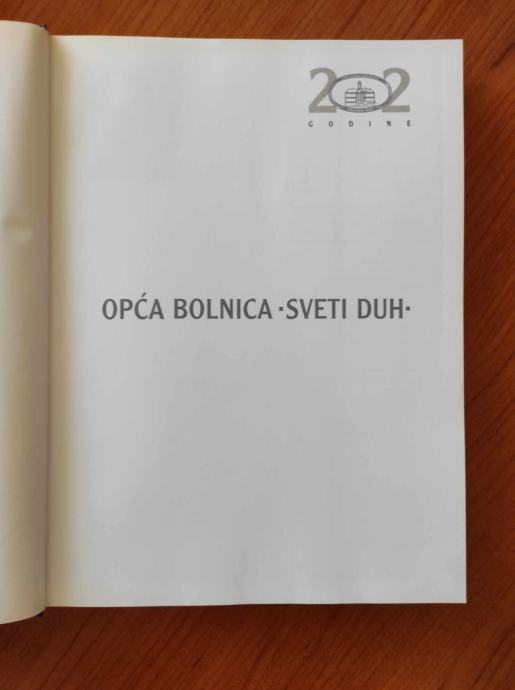 202
GODINE
OPĆA BOLNICA ·SVETI DUH·